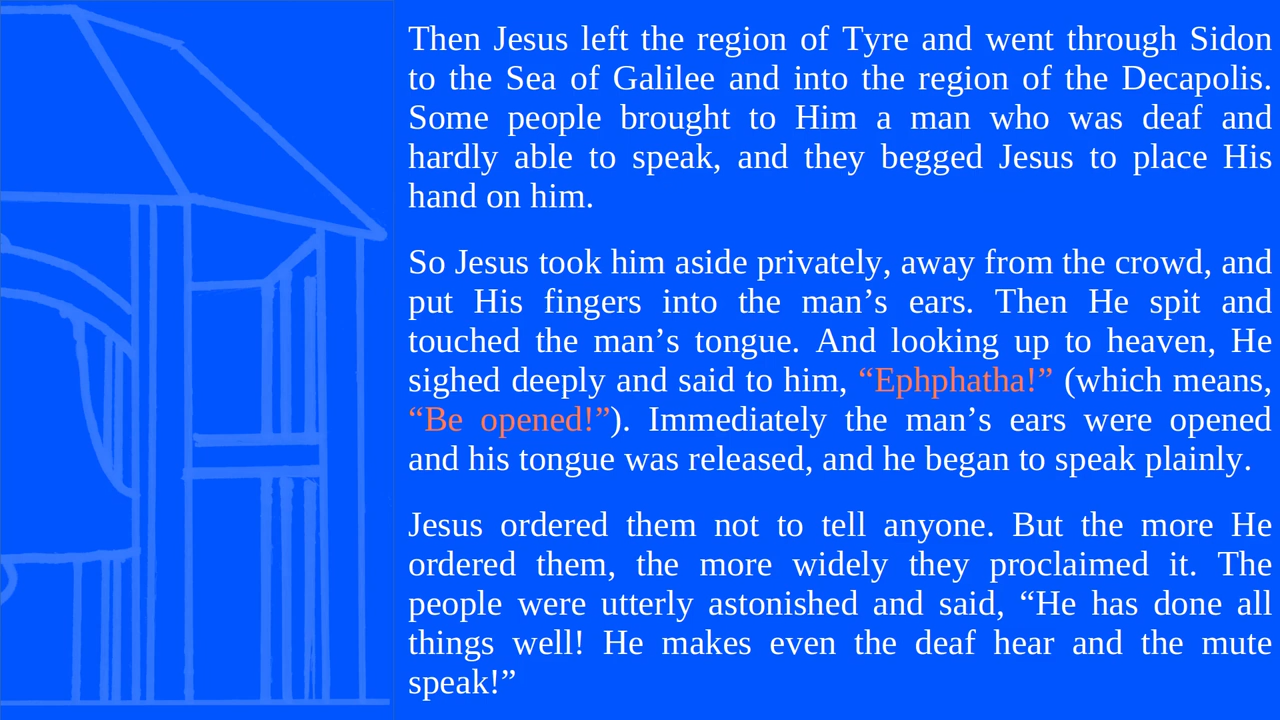 Then Jesus left the region of Tyre and went through Sidon
to the Sea of Galilee and into the region of the Decapolis.
Some people brought to Him a man who was deaf and
hardly able to speak, and they begged Jesus to place His
hand on him.
So Jesus took him aside privately, away from the crowd, and
put His fingers into the man’s ears. Then He spit and
touched the man’s tongue. And looking up to heaven, He
sighed deeply and said to him, “Ephphatha!” (which means,
“Be opened!”). Immediately the man’s ears were opened
and his tongue was released, and he began to speak plainly.
Jesus ordered them not to tell anyone. But the more He
ordered them, the more widely they proclaimed it. The
people were utterly astonished and said, “He has done all
things well! He makes even the deaf hear and the mute
speak!”